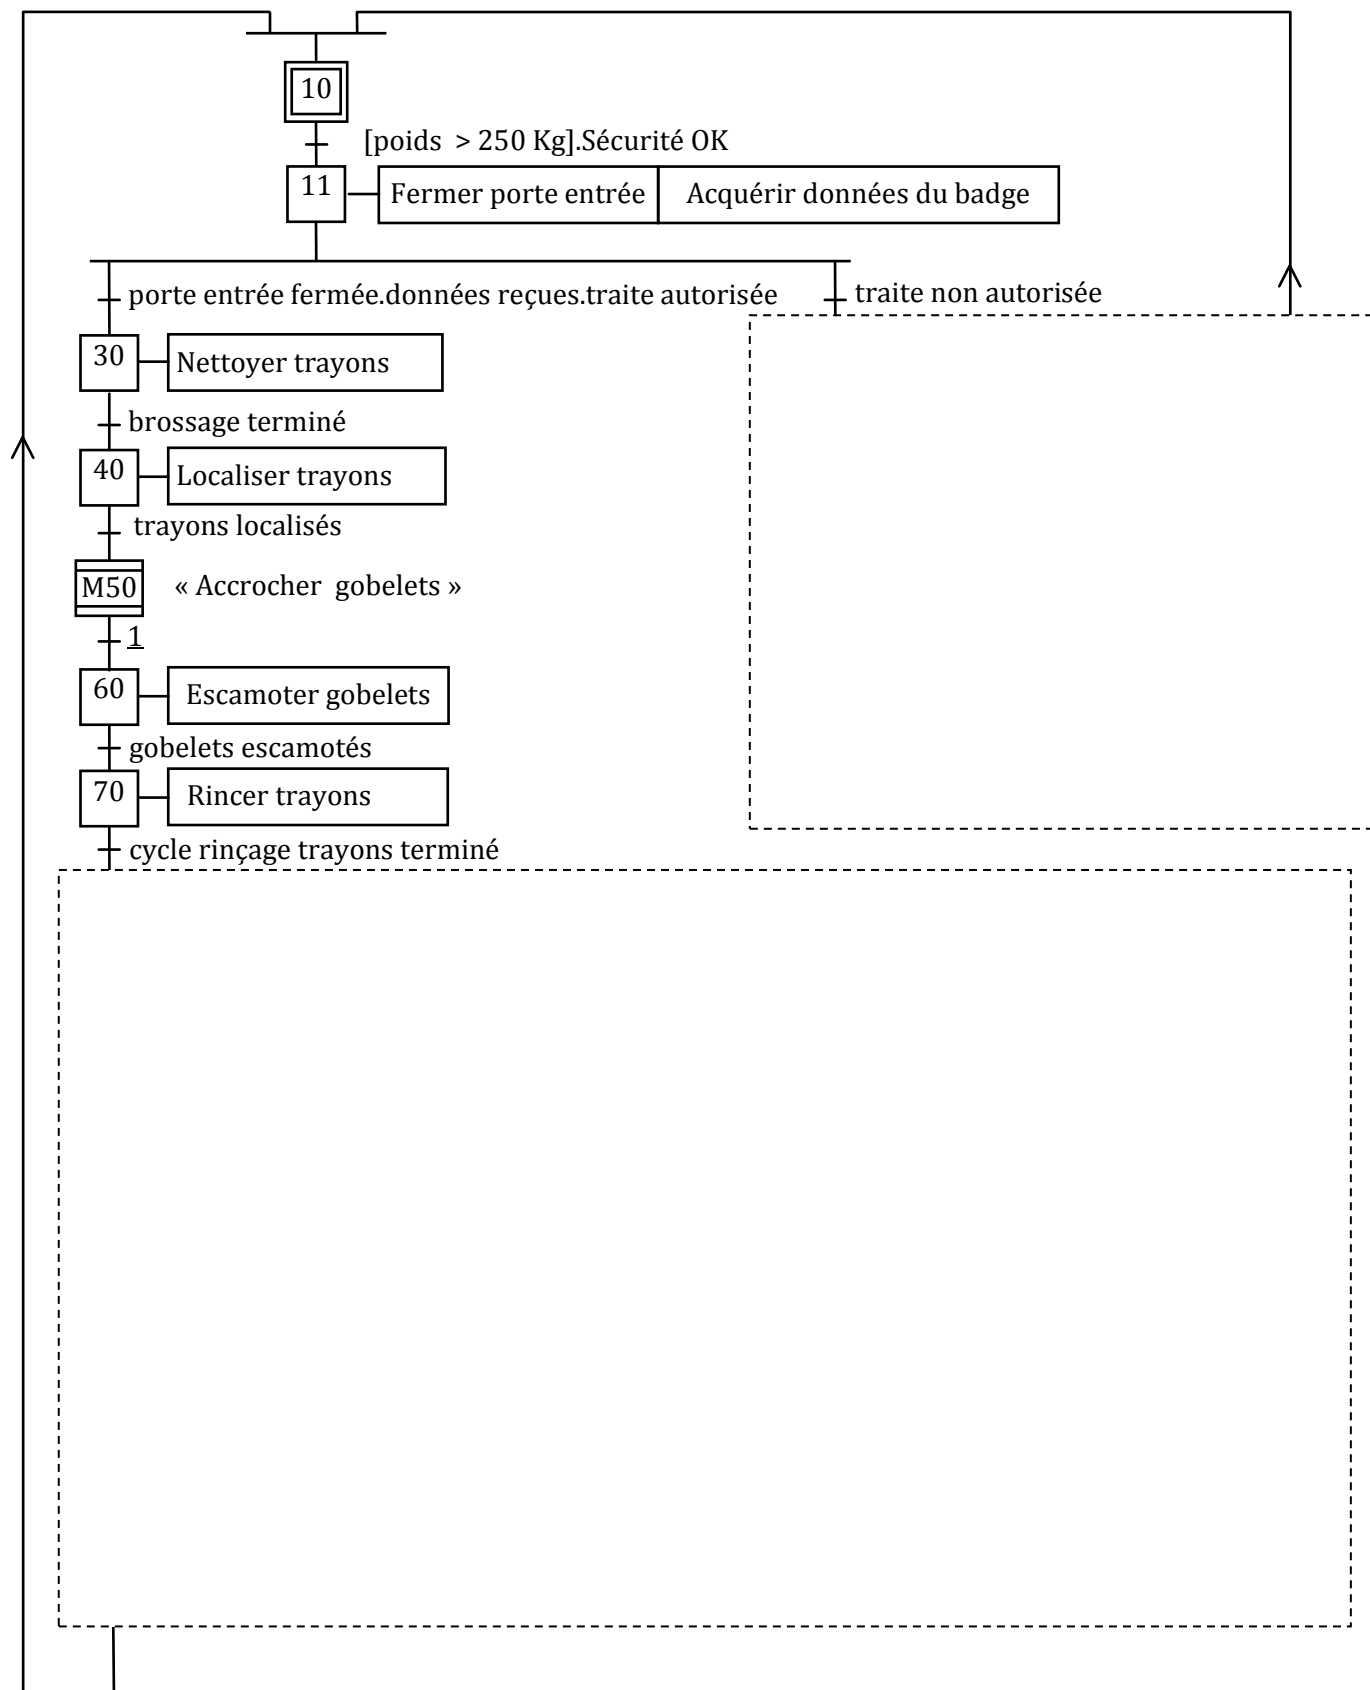 10
[poids > 250 Kg].Sécurité OK
11 Fermer porte entrée Acquérir données du badge
porte entrée fermée.données reçues.traite autorisée traite non autorisée
30 Nettoyer trayons
brossage terminé
40 Localiser trayons
trayons localisés
M50 « Accrocher gobelets »
1
60 Escamoter gobelets
gobelets escamotés
70 Rincer trayons
cycle rinçage trayons terminé